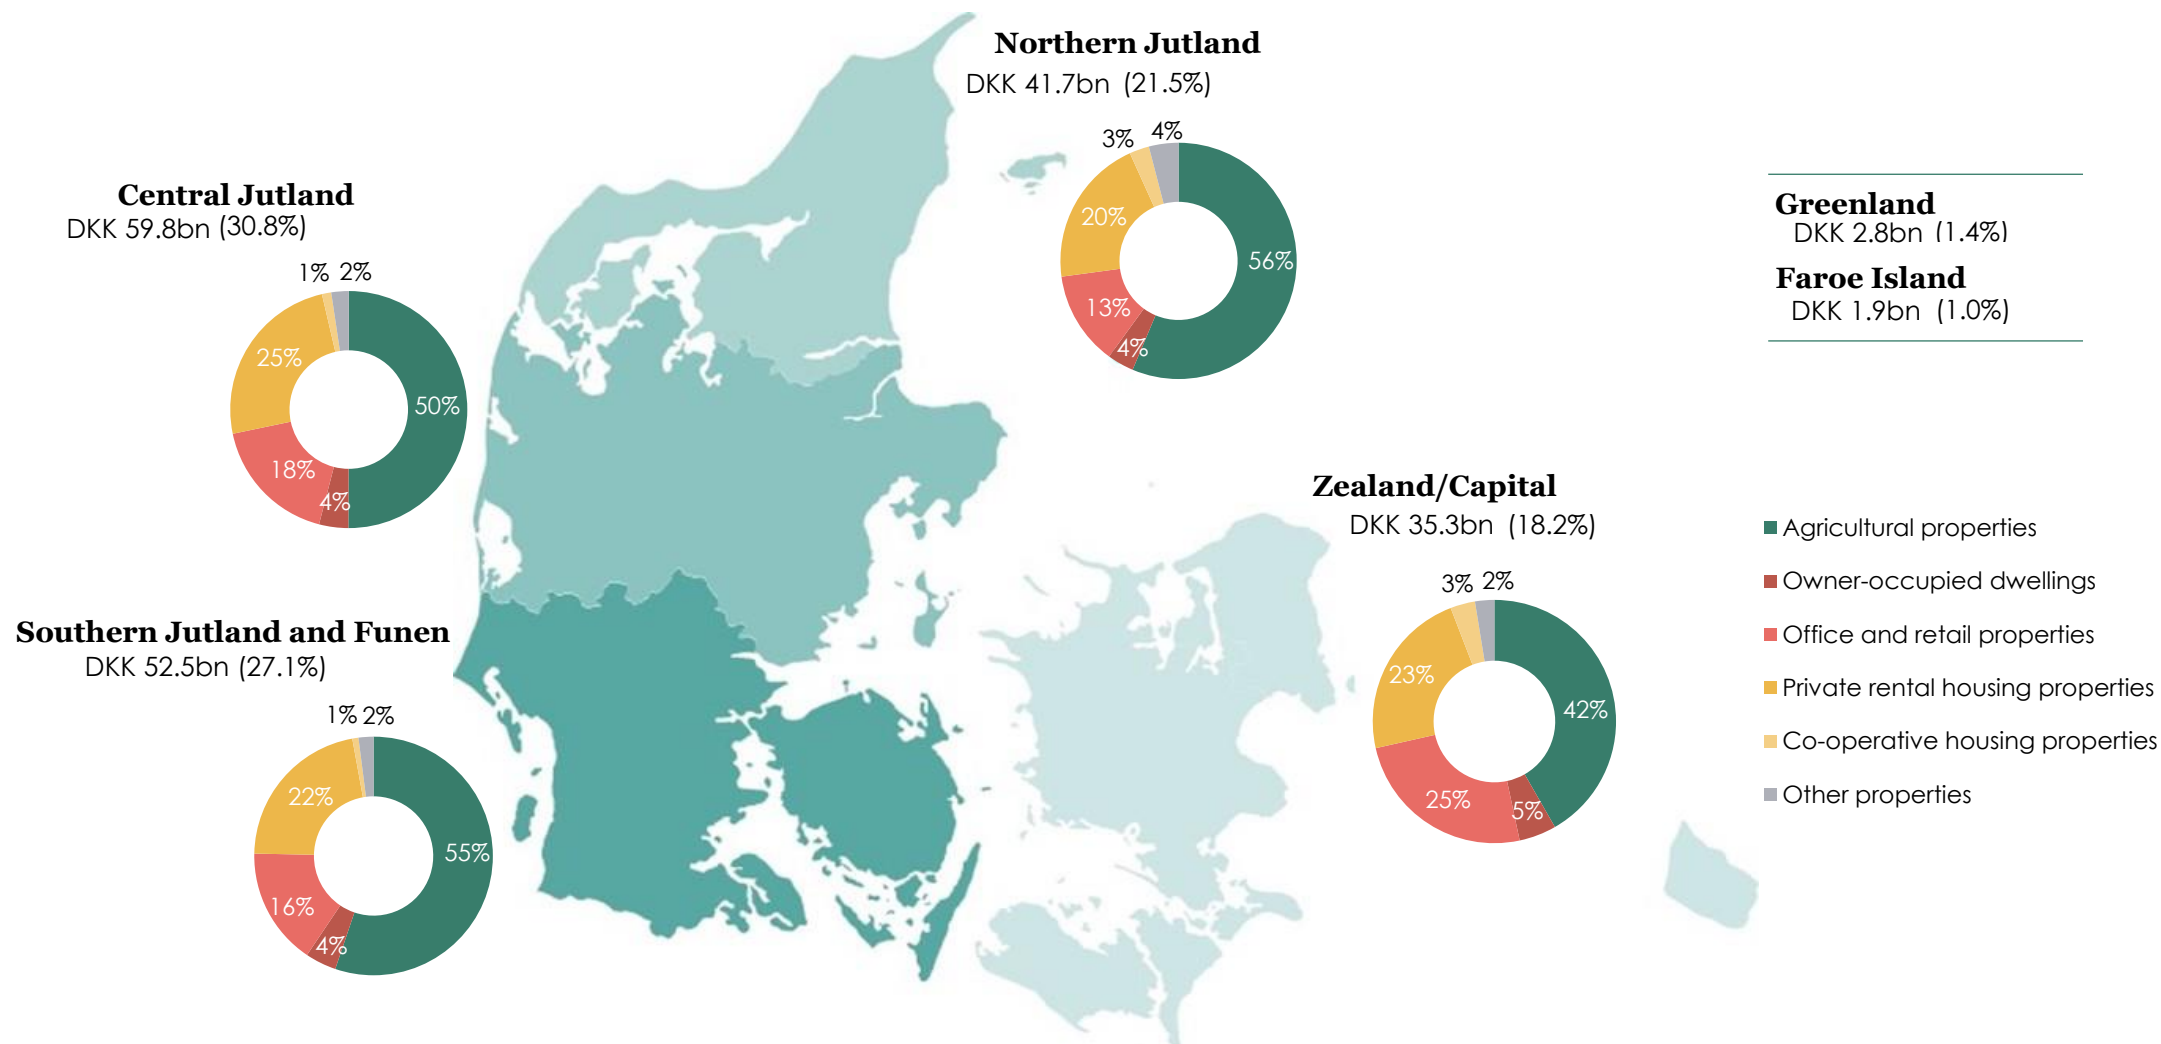 Northern Jutland
DKK 41.7bn (21.5%)
3% 4%
20%
56%
13%
4%
Central Jutland
DKK 59.8bn (30.8%)
1% 2%
25%
50%
18%
4%
Greenland
DKK 2.8bn (1.4%)
Faroe Island
DKK 1.9bn (1.0%)
Southern Jutland and Funen
DKK 52.5bn (27.1%)
1% 2%
22%
55%
16%
4%
Zealand/Capital
DKK 35.3bn (18.2%)
3% 2%
23%
42%
25%
5%
Agricultural properties
Owner-occupied dwellings
Office and retail properties
Private rental housing properties
Co-operative housing properties
Other properties